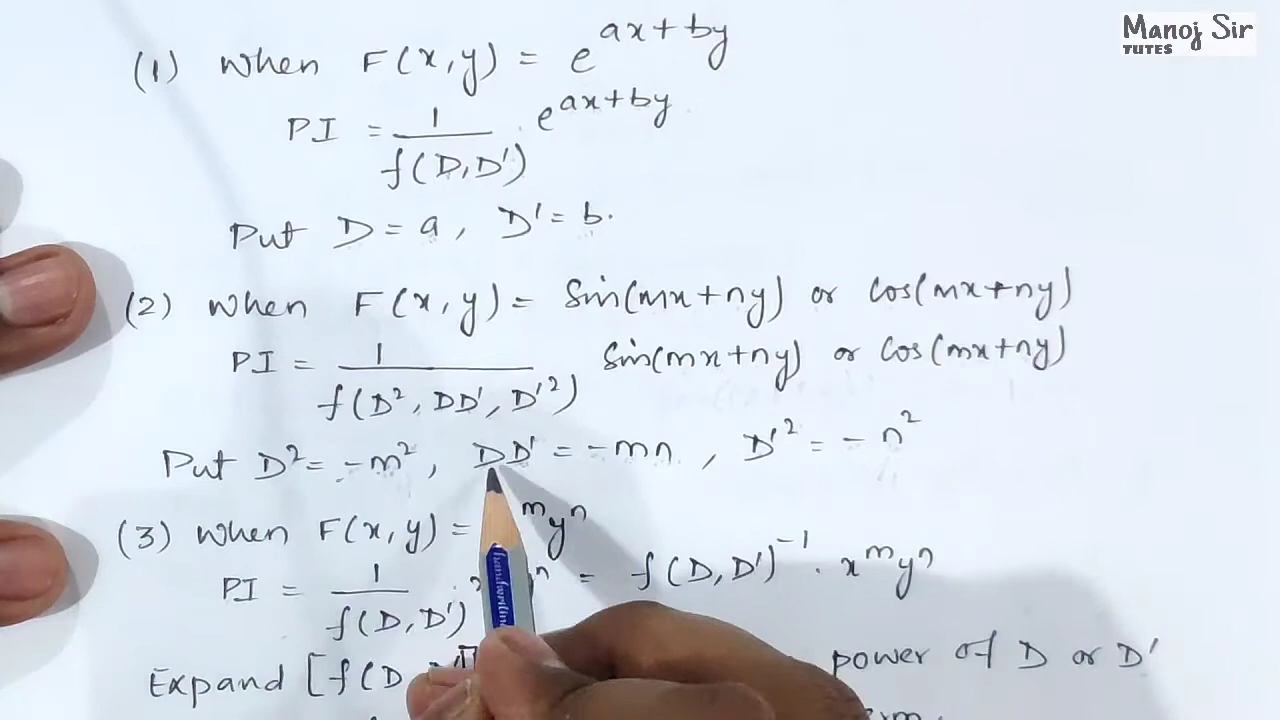 Manoj Sir
TUTES
(1) When F(x,y) = e^{ax+by}
PI = 1/f(D,D') . e^{ax+by}
Put D = a, D' = b.
(2) When F(x,y) = Sin(mx+ny) or Cos(mx+ny)
PI = 1/f(D², DD', D'²) Sin(mx+ny) or Cos(mx+ny)
Put D² = -m², DD' = -mn, D'² = -n²
(3) When F(x,y) = ^m y^n
PI = 1/f(D,D') ^n = f(D,D')^{-1} . x^m y^n
Expand [f(D power of D or D'